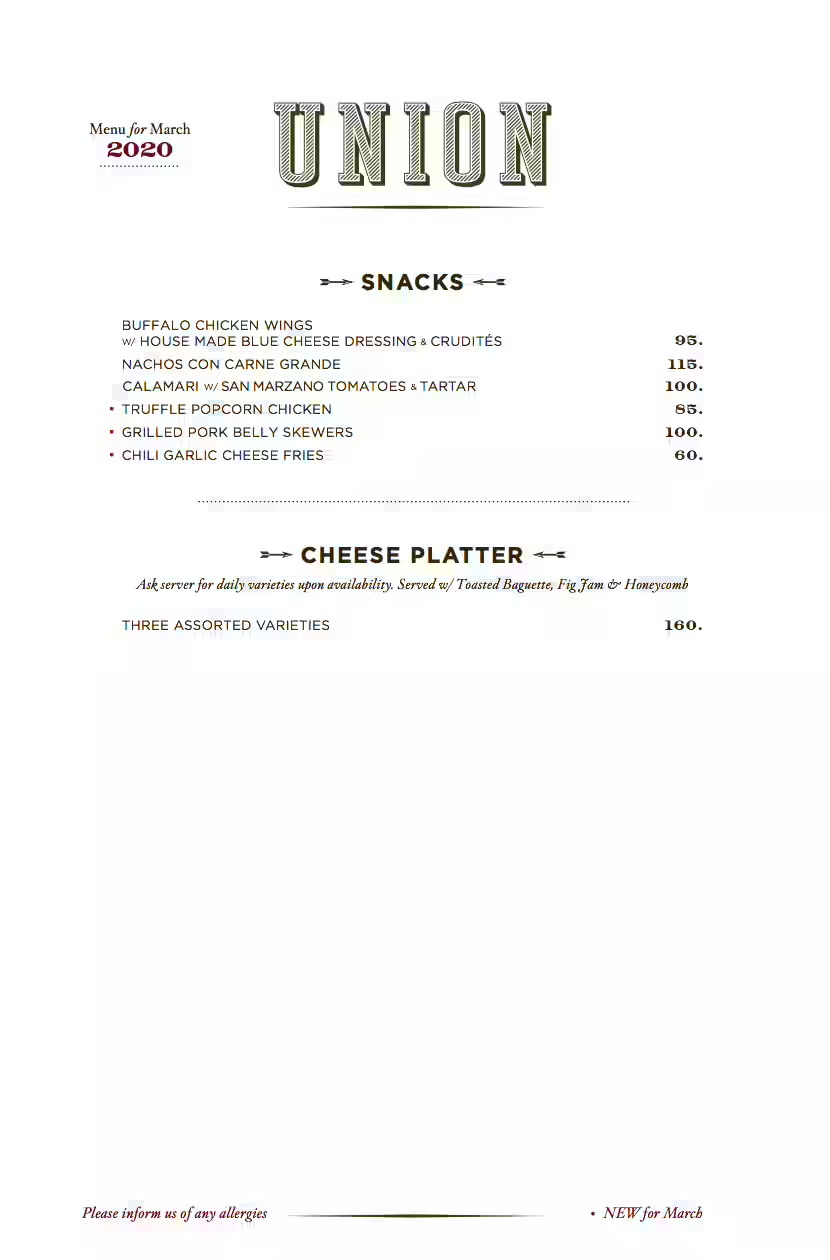 Menu for March
2020
UNION
SNACKS
BUFFALO CHICKEN WINGS
W/ HOUSE MADE BLUE CHEESE DRESSING & CRUDITÉS 95.
NACHOS CON CARNE GRANDE 115.
CALAMARI W/ SAN MARZANO TOMATOES & TARTAR 100.
• TRUFFLE POPCORN CHICKEN 85.
• GRILLED PORK BELLY SKEWERS 100.
• CHILI GARLIC CHEESE FRIES 60.
CHEESE PLATTER
Ask server for daily varieties upon availability. Served w/ Toasted Baguette, Fig Jam & Honeycomb
THREE ASSORTED VARIETIES 160.
Please inform us of any allergies
• NEW for March